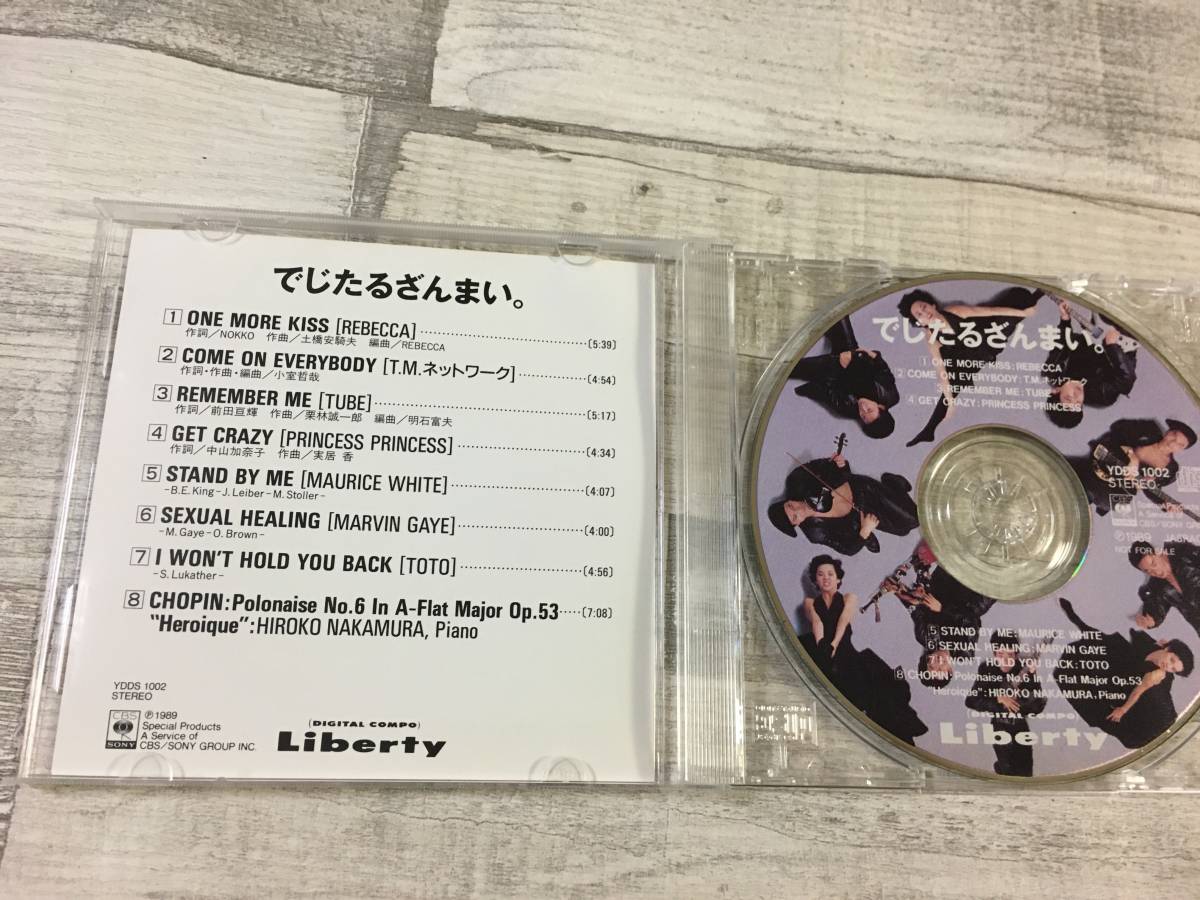 でじたるざんまい。
1 ONE MORE KISS [REBECCA] (5:39)
作詞/NOKKO 作曲/土橋安騎夫 編曲/REBECCA
2 COME ON EVERYBODY [T.M.ネットワーク] (4:54)
作詞・作曲・編曲/小室哲哉
3 REMEMBER ME [TUBE] (5:17)
作詞/前田亘輝 作曲/栗林誠一郎 編曲/明石富夫
4 GET CRAZY [PRINCESS PRINCESS] (4:34)
作詞/中山加奈子 作曲/実居 香
5 STAND BY ME [MAURICE WHITE] (4:07)
-B.E.King-J.Leiber-M.Stoller-
6 SEXUAL HEALING [MARVIN GAYE] (4:00)
-M.Gaye-O.Brown-
7 I WON'T HOLD YOU BACK [TOTO] (4:56)
-S.Lukather-
8 CHOPIN:Polonaise No.6 In A-Flat Major Op.53 (7:08)
"Heroique":HIROKO NAKAMURA, Piano
YDDS 1002
STEREO
CBS
SONY
℗1989
Special Products
A Service of
CBS/SONY GROUP INC.
(DIGITAL COMPO)
Liberty
でじたるざんまい。
1 ONE MORE KISS:REBECCA
2 COME ON EVERYBODY:T.M.ネットワーク
3 REMEMBER ME:TUBE
4 GET CRAZY:PRINCESS PRINCESS
YDDS 1002
STEREO
CBS
SONY
A Service
CBS/SONY G
℗1989 JASRAC
NOT FOR SALE
5 STAND BY ME:MAURICE WHITE
6 SEXUAL HEALING:MARVIN GAYE
7 I WON'T HOLD YOU BACK:TOTO
8 CHOPIN:Polonaise No.6 In A-Flat Major Op.53
"Heroique":HIROKO NAKAMURA, Piano
(DIGITAL COMPO)
Liberty